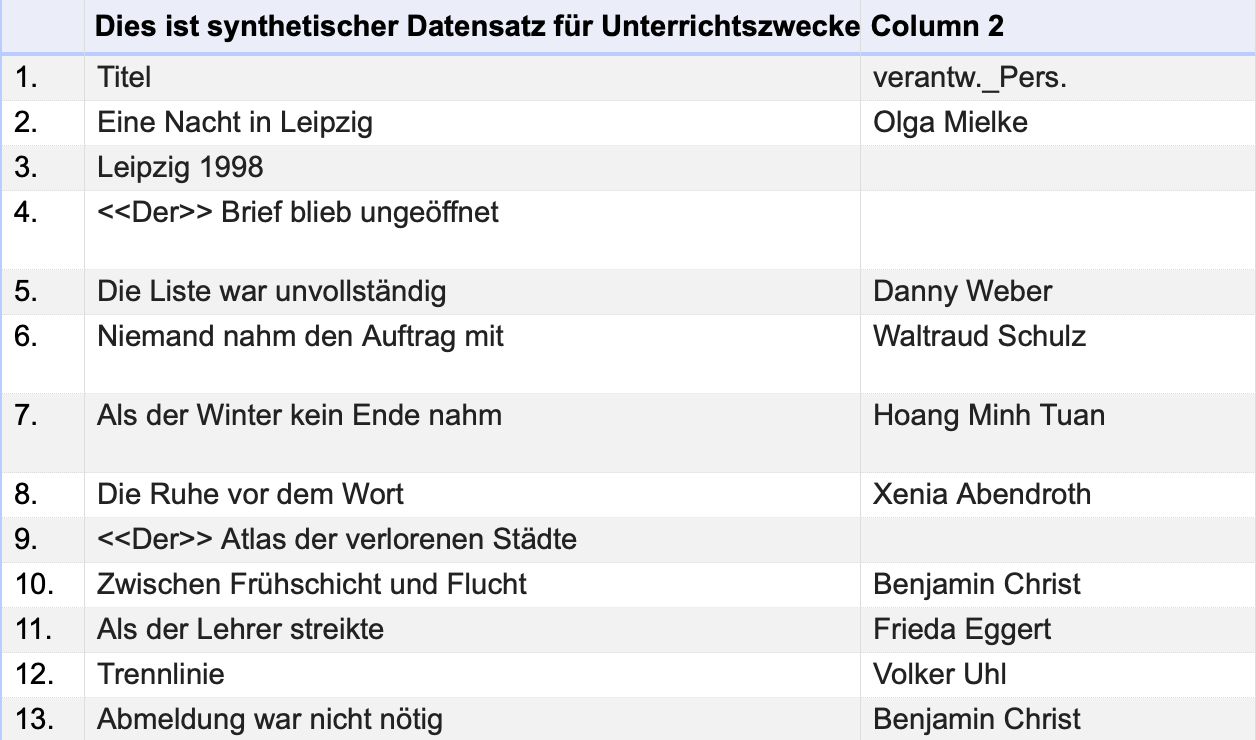 Dies ist synthetischer Datensatz für Unterrichtszwecke Column 2
1. Titel verantw._Pers.
2. Eine Nacht in Leipzig Olga Mielke
3. Leipzig 1998
4. <<Der>> Brief blieb ungeöffnet
5. Die Liste war unvollständig Danny Weber
6. Niemand nahm den Auftrag mit Waltraud Schulz
7. Als der Winter kein Ende nahm Hoang Minh Tuan
8. Die Ruhe vor dem Wort Xenia Abendroth
9. <<Der>> Atlas der verlorenen Städte
10. Zwischen Frühschicht und Flucht Benjamin Christ
11. Als der Lehrer streikte Frieda Eggert
12. Trennlinie Volker Uhl
13. Abmeldung war nicht nötig Benjamin Christ